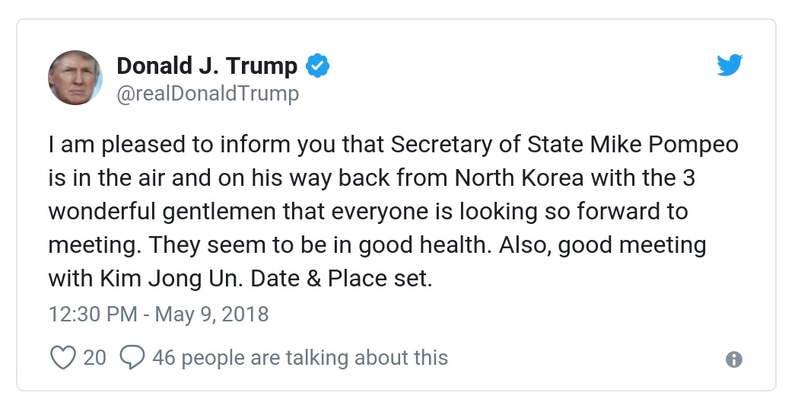 Donald J. Trump
@realDonaldTrump
I am pleased to inform you that Secretary of State Mike Pompeo
is in the air and on his way back from North Korea with the 3
wonderful gentlemen that everyone is looking so forward to
meeting. They seem to be in good health. Also, good meeting
with Kim Jong Un. Date & Place set.
12:30 PM - May 9, 2018
20 46 people are talking about this